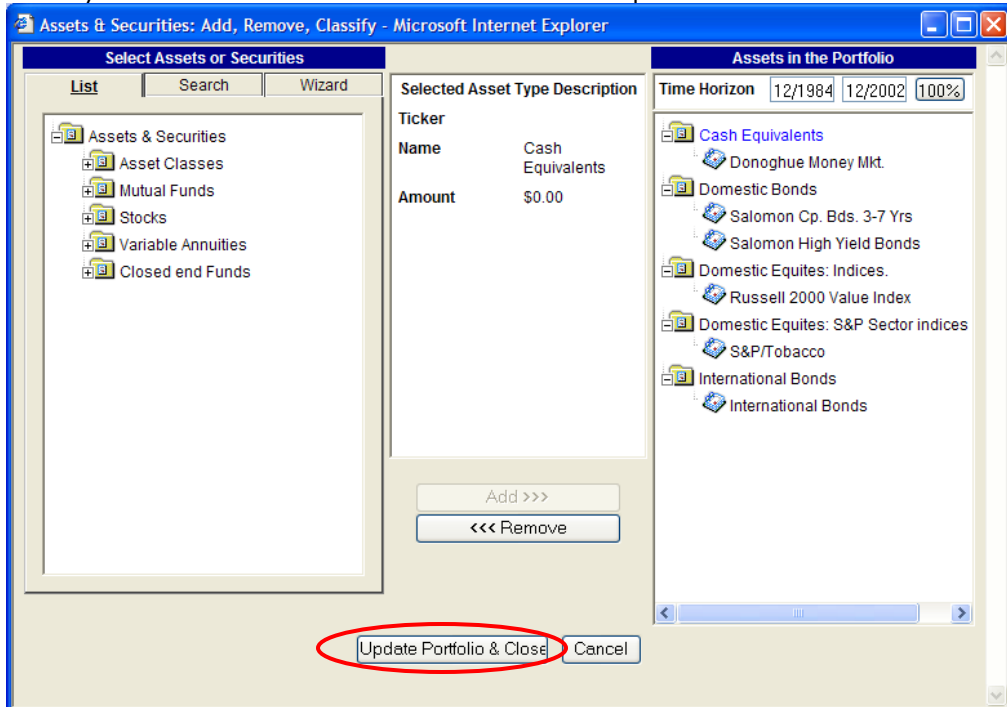 Assets & Securities: Add, Remove, Classify - Microsoft Internet Explorer
Select Assets or Securities
List Search Wizard
Assets & Securities
Asset Classes
Mutual Funds
Stocks
Variable Annuities
Closed end Funds
Selected Asset Type Description
Ticker
Name Cash
Equivalents
Amount $0.00
Add >>>
<<< Remove
Assets in the Portfolio
Time Horizon 12/1984 12/2002 100%
Cash Equivalents
Donoghue Money Mkt.
Domestic Bonds
Salomon Cp. Bds. 3-7 Yrs
Salomon High Yield Bonds
Domestic Equites: Indices.
Russell 2000 Value Index
Domestic Equites: S&P Sector indices
S&P/Tobacco
International Bonds
International Bonds
Update Portfolio & Close Cancel